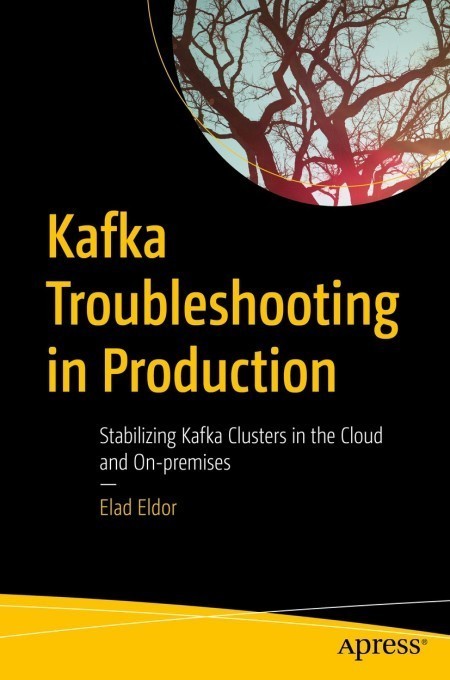 Kafka
Troubleshooting
in Production
Stabilizing Kafka Clusters in the Cloud
and On-premises
—
Elad Eldor
Apress®